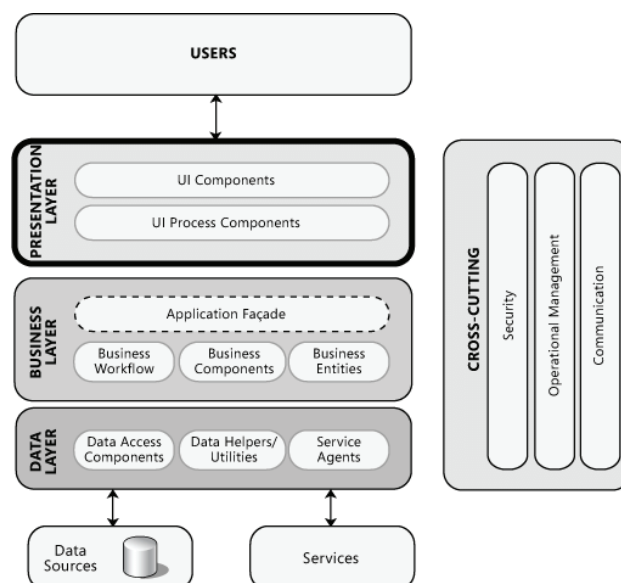 USERS
PRESENTATION
LAYER
UI Components
UI Process Components
BUSINESS
LAYER
Application Façade
Business
Workflow
Business
Components
Business
Entities
DATA
LAYER
Data Access
Components
Data Helpers/
Utilities
Service
Agents
Data
Sources
Services
CROSS-CUTTING
Security
Operational Management
Communication